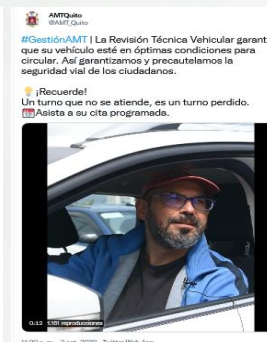 AMTQuito
@AMT_Quito
#GestiónAMT | La Revisión Técnica Vehicular garant
que su vehículo esté en óptimas condiciones para
circular. Así garantizamos y precautelamos la
seguridad vial de los ciudadanos.
¡Recuerde!
Un turno que no se atiende, es un turno perdido.
Asista a su cita programada.
0:12 1.151 reproducciones